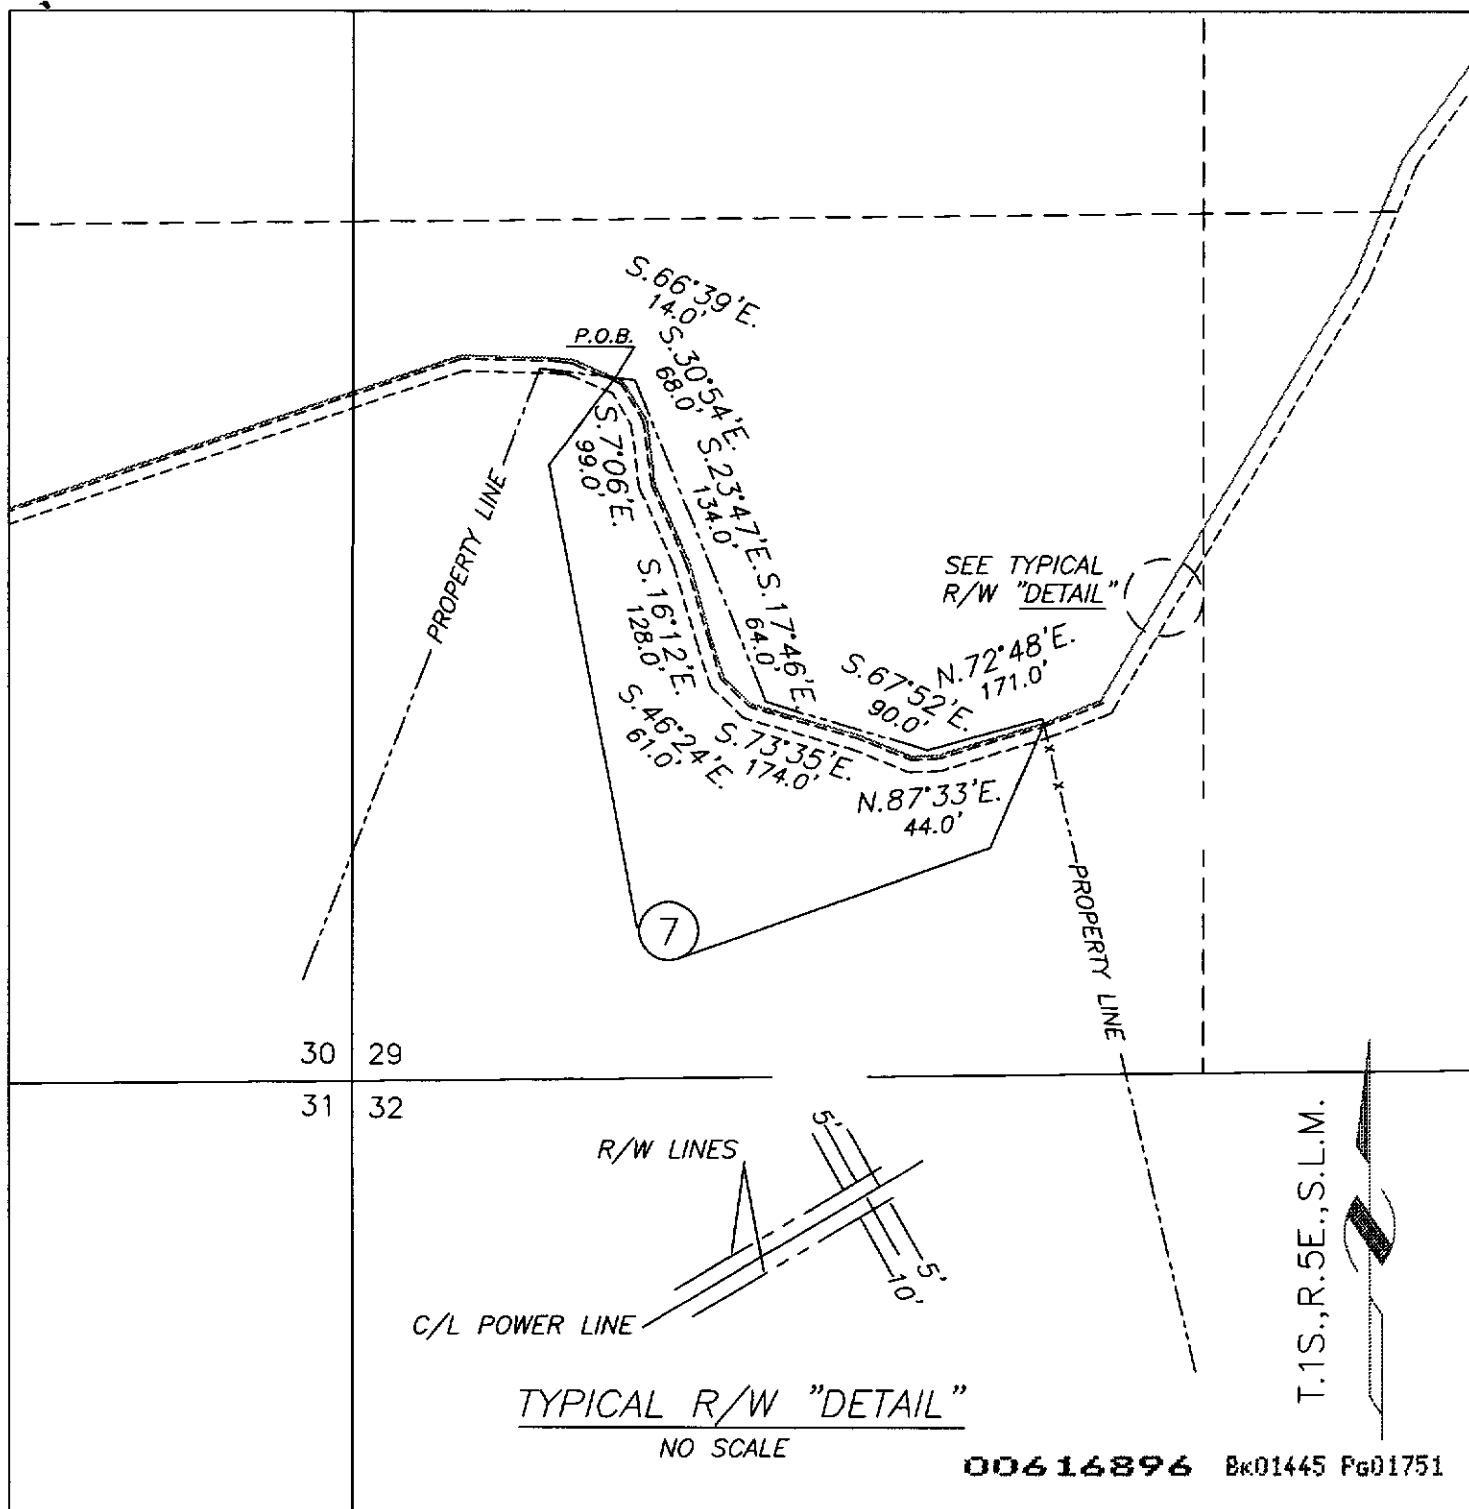 S.66°39'E.
14.0'
P.O.B.
S.30°54'E.
68.0'
S.7°06'E.
99.0'
S.23°47'E.
134.0'
PROPERTY LINE
S.16°12'E.
128.0'
S.17°46'E.
64.0'
SEE TYPICAL
R/W "DETAIL"
S.67°52'E.
90.0'
N.72°48'E.
171.0'
S.46°24'E.
61.0'
S.73°35'E.
174.0'
N.87°33'E.
44.0'
7
PROPERTY LINE
30 29
31 32
R/W LINES
5'
5'
10'
C/L POWER LINE
TYPICAL R/W "DETAIL"
NO SCALE
T.1S.,R.5E.,S.L.M.
00616896 BK01445 PG01751